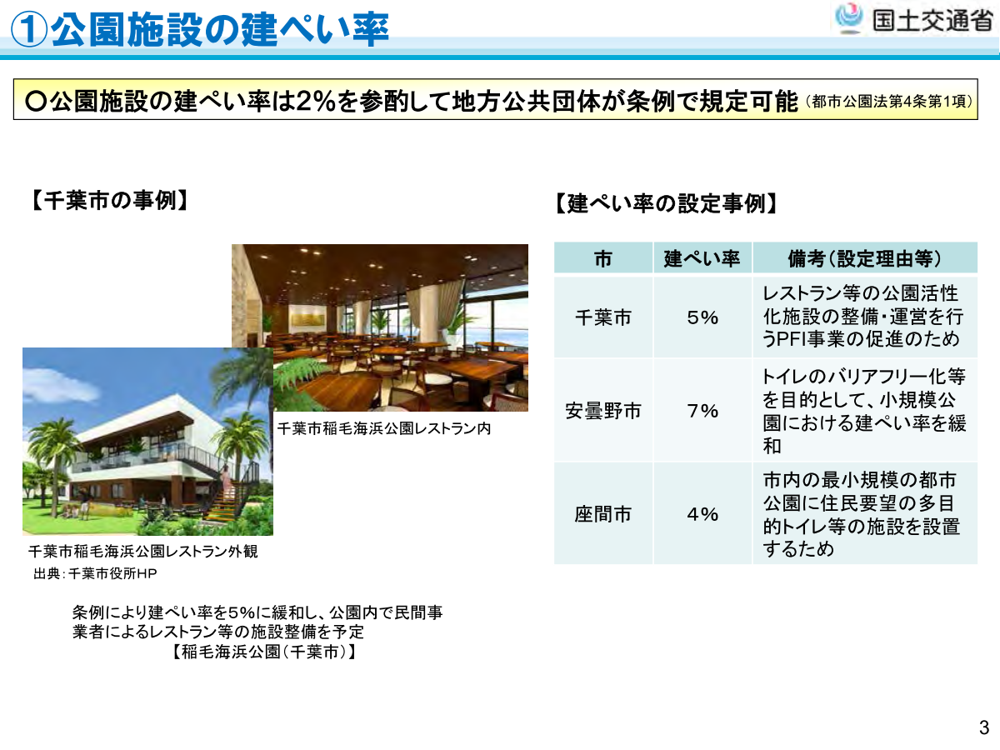 ①公園施設の建ぺい率
国土交通省
〇公園施設の建ぺい率は2%を参酌して地方公共団体が条例で規定可能（都市公園法第4条第1項）
【千葉市の事例】
千葉市稲毛海浜公園レストラン内
千葉市稲毛海浜公園レストラン外観
出典：千葉市役所HP
条例により建ぺい率を5%に緩和し、公園内で民間事
業者によるレストラン等の施設整備を予定
【稲毛海浜公園（千葉市）】
【建ぺい率の設定事例】
市 建ぺい率 備考（設定理由等）
千葉市 5% レストラン等の公園活性
化施設の整備・運営を行
うPFI事業の促進のため
安曇野市 7% トイレのバリアフリー化等
を目的として、小規模公
園における建ぺい率を緩
和
座間市 4% 市内の最小規模の都市
公園に住民要望の多目
的トイレ等の施設を設置
するため
3